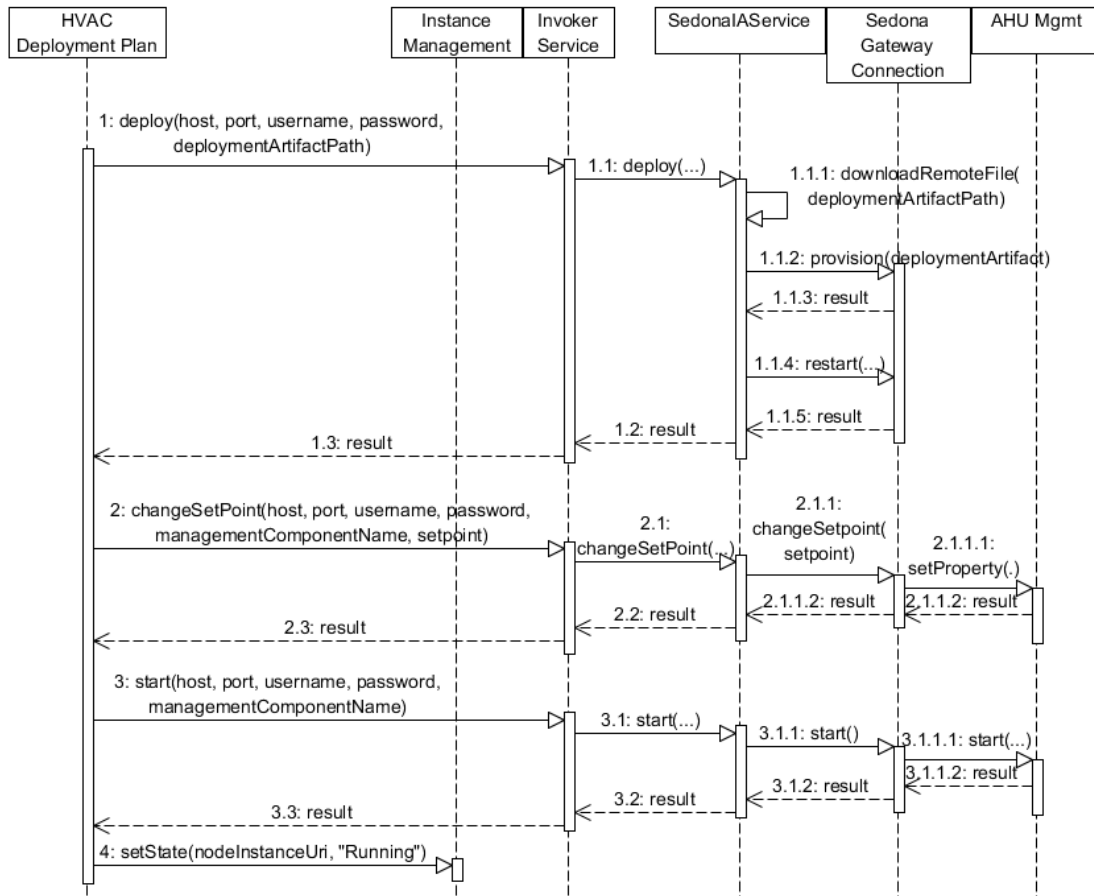 HVAC
Deployment Plan
Instance
Management
Invoker
Service
SedonaIAService
Sedona
Gateway
Connection
AHU Mgmt
1: deploy(host, port, username, password,
deploymentArtifactPath)
1.1: deploy(...)
1.1.1: downloadRemoteFile(
deploymentArtifactPath)
1.1.2: provision(deploymentArtifact)
1.1.3: result
1.1.4: restart(...)
1.1.5: result
1.2: result
1.3: result
2: changeSetPoint(host, port, username, password,
managementComponentName, setpoint)
2.1:
changeSetPoint(...)
2.1.1:
changeSetpoint(
setpoint)
2.1.1.1:
setProperty(.)
2.1.1.2: result
2.1.1.2: result
2.2: result
2.3: result
3: start(host, port, username, password,
managementComponentName)
3.1: start(...)
3.1.1: start()
3.1.1.1: start(...)
3.1.1.2: result
3.1.2: result
3.2: result
3.3: result
4: setState(nodeInstanceUri, "Running")